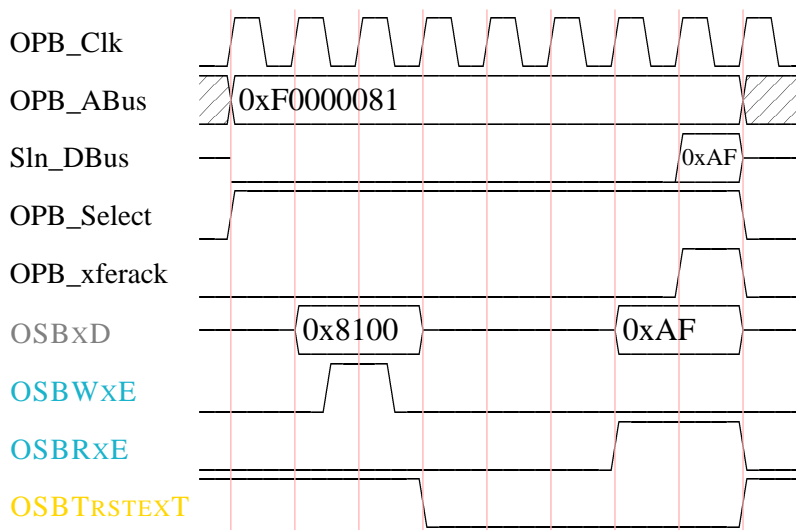 OPB_Clk
OPB_ABus 0xF0000081
Sln_DBus 0xAF
OPB_Select
OPB_xferack
OSBXD 0x8100 0xAF
OSBWXE
OSBRXE
OSBTRSTEXT